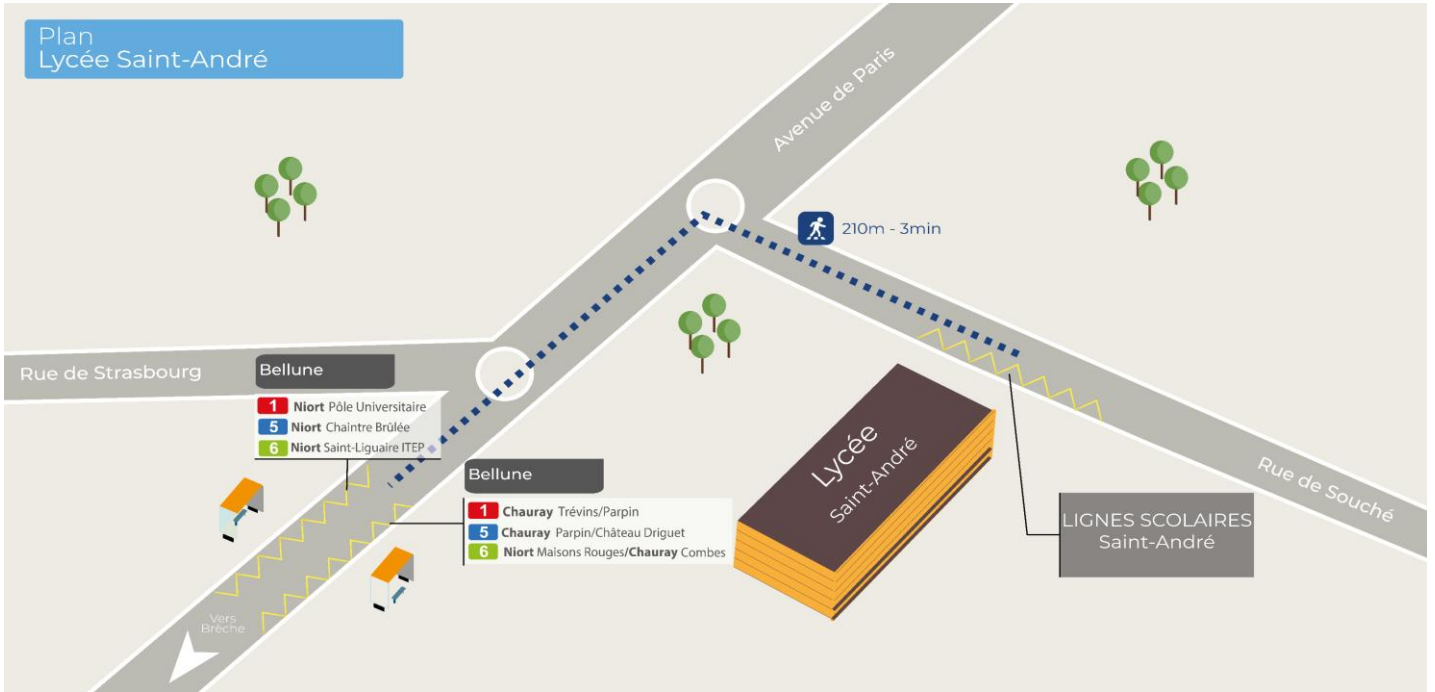 Plan
Lycée Saint-André
Avenue de Paris
210m - 3min
Rue de Strasbourg
Bellune
1 Niort Pôle Universitaire
5 Niort Chaintre Brûlée
6 Niort Saint-Liguaire ITEP
Bellune
1 Chauray Trévins/Parpin
5 Chauray Parpin/Château Driguet
6 Niort Maisons Rouges/Chauray Combes
Lycée
Saint-André
Rue de Souché
LIGNES SCOLAIRES
Saint-André
Vers
Brèche